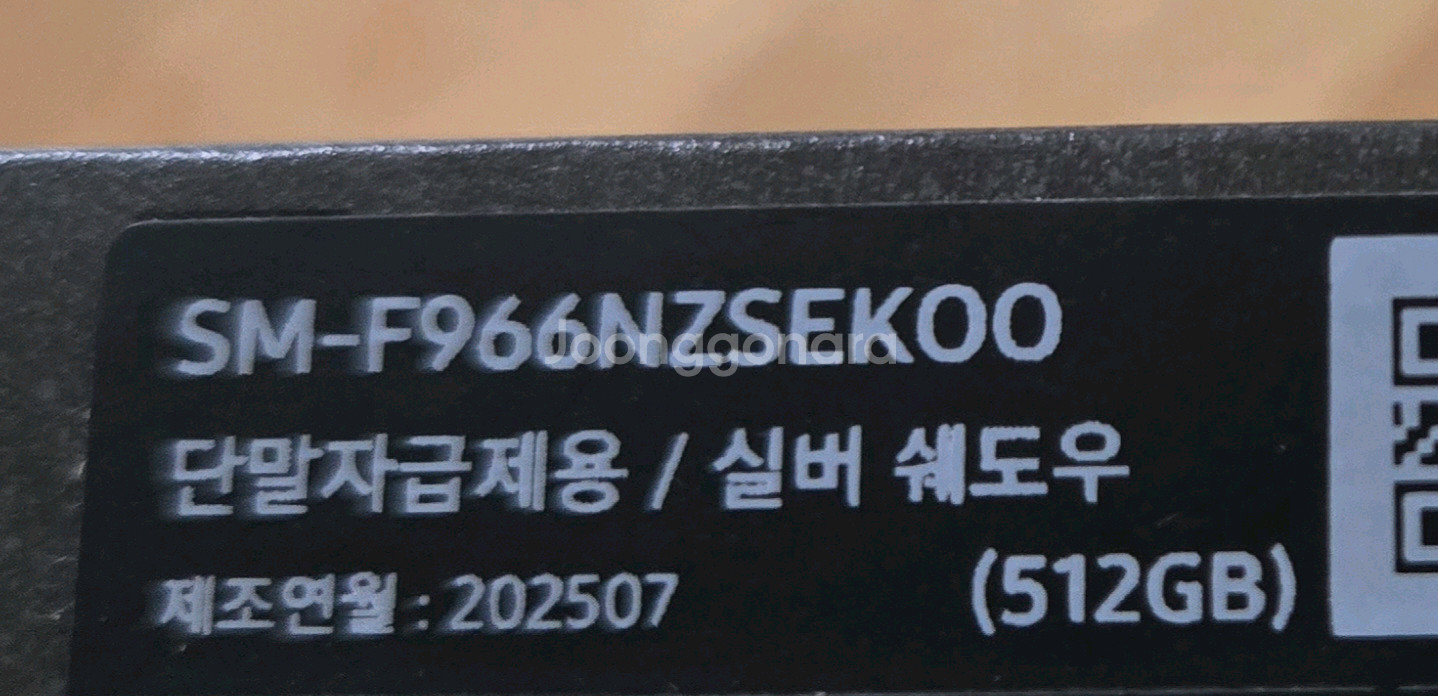 SM-F966NZSEKOO
Joonggonara
단말자급제용 / 실버 쉐도우
제조연월 : 202507
(512GB)